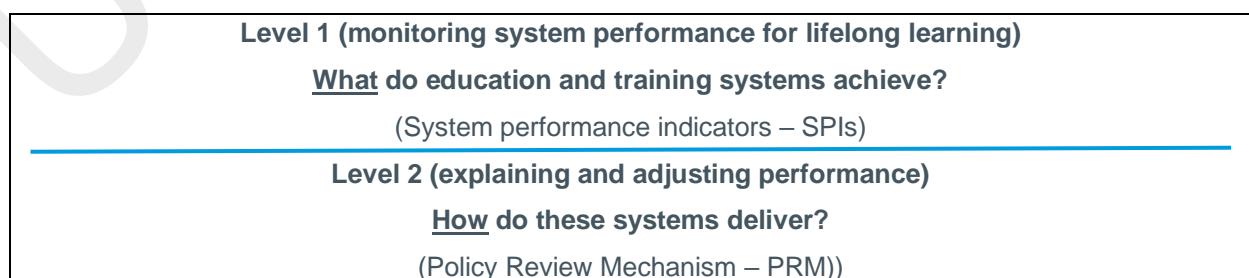 Level 1 (monitoring system performance for lifelong learning)
What do education and training systems achieve?
(System performance indicators – SPIs)
Level 2 (explaining and adjusting performance)
How do these systems deliver?
(Policy Review Mechanism – PRM))